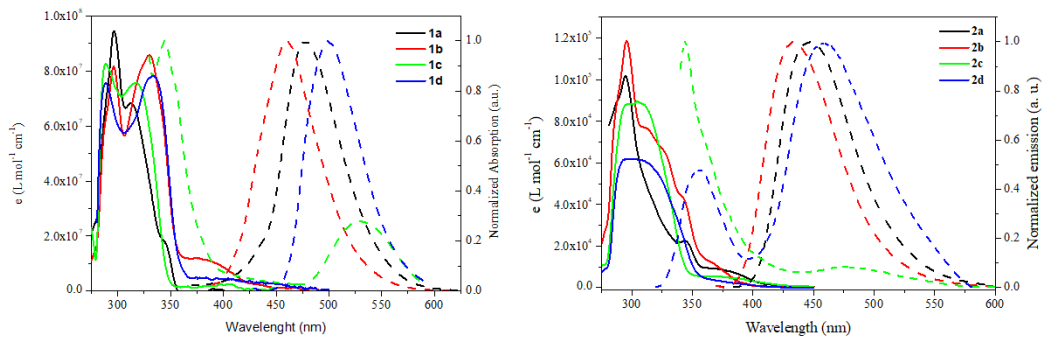 1.0x10⁸
8.0x10⁷
6.0x10⁷
4.0x10⁷
2.0x10⁷
0.0
e (L mol⁻¹ cm⁻¹)
300 350 400 450 500 550 600
Wavelenght (nm)
1.0
0.8
0.6
0.4
0.2
0.0
Normalized Absorption (a.u.)
1a
1b
1c
1d
1.2x10⁵
1.0x10⁵
8.0x10⁴
6.0x10⁴
4.0x10⁴
2.0x10⁴
0.0
e (L mol⁻¹ cm⁻¹)
300 350 400 450 500 550 600
Wavelength (nm)
1.0
0.8
0.6
0.4
0.2
0.0
Normalized emission (a. u.)
2a
2b
2c
2d